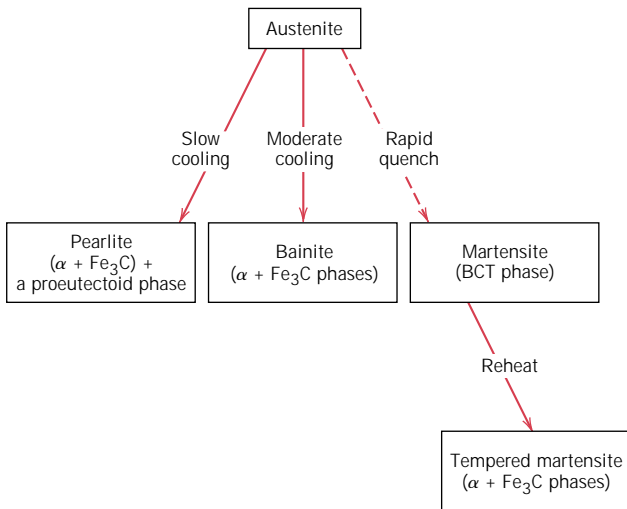 Austenite
Slow
cooling
Moderate
cooling
Rapid
quench
Pearlite
(α + Fe₃C) +
a proeutectoid phase
Bainite
(α + Fe₃C phases)
Martensite
(BCT phase)
Reheat
Tempered martensite
(α + Fe₃C phases)